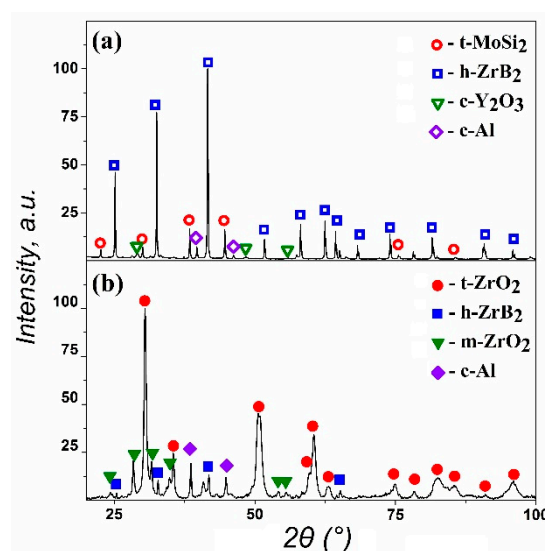 (a)
- t-MoSi2
- h-ZrB2
- c-Y2O3
- c-Al
100
75
50
25
Intensity, a.u.
(b)
- t-ZrO2
- h-ZrB2
- m-ZrO2
- c-Al
100
75
50
25
25 50 75 100
2θ (°)